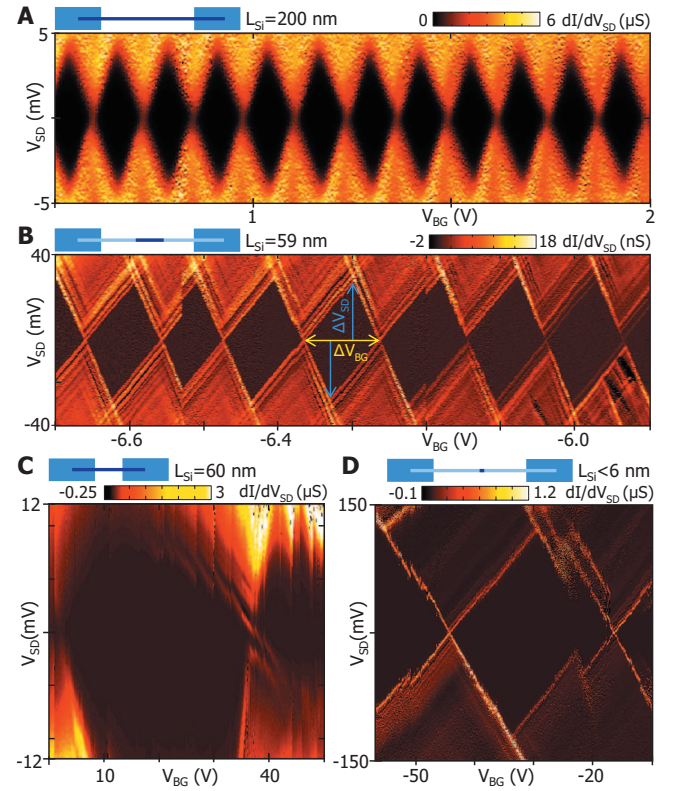 A L_Si=200 nm 0 6 dI/dV_SD (µS)
5
V_SD (mV)
-5
1 V_BG (V) 2
B L_Si=59 nm -2 18 dI/dV_SD (nS)
40
V_SD (mV)
ΔV_SD
ΔV_BG
-40
-6.6 -6.4 V_BG (V) -6.0
C L_Si=60 nm
-0.25 dI/dV_SD 3 (µS)
12
V_SD(mV)
-12
10 V_BG (V) 40
D L_Si<6 nm
-0.1 1.2 dI/dV_SD (µS)
150
V_SD(mV)
-150
-50 V_BG (V) -20